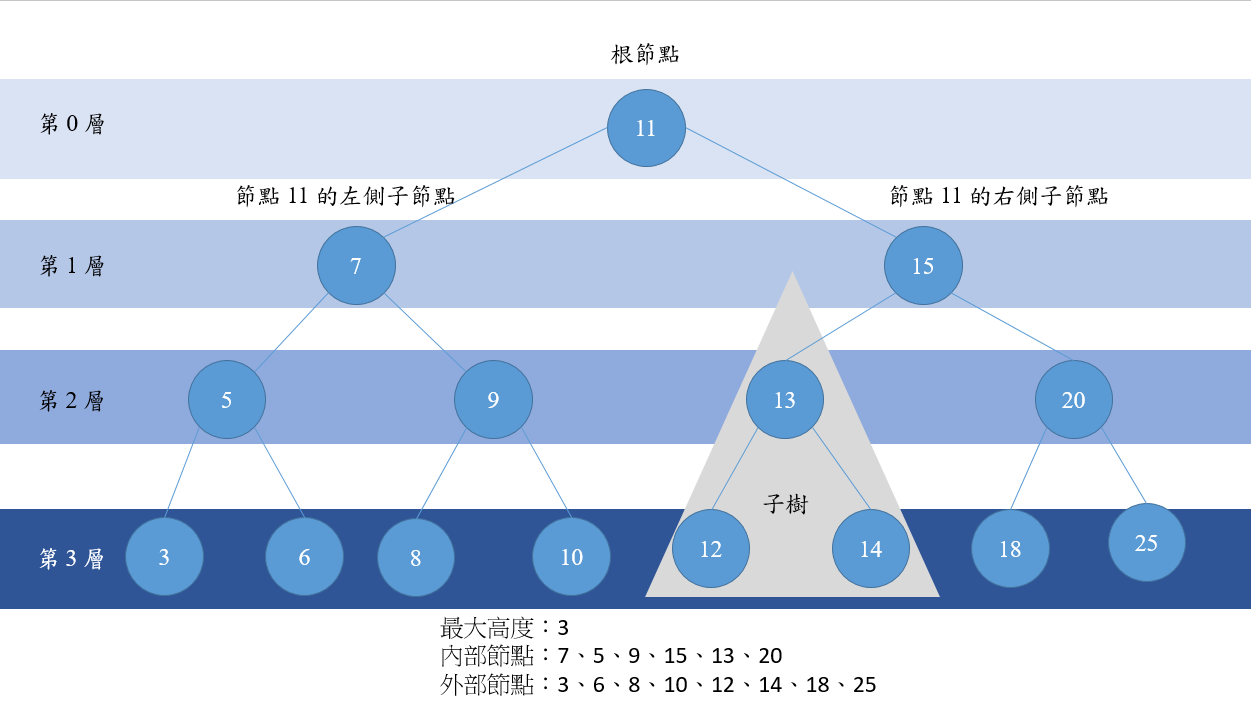 根節點
第 0 層
11
節點 11 的左側子節點
節點 11 的右側子節點
第 1 層
7
15
第 2 層
5
9
13
20
子樹
第 3 層
3
6
8
10
12
14
18
25
最大高度：3
內部節點：7、5、9、15、13、20
外部節點：3、6、8、10、12、14、18、25